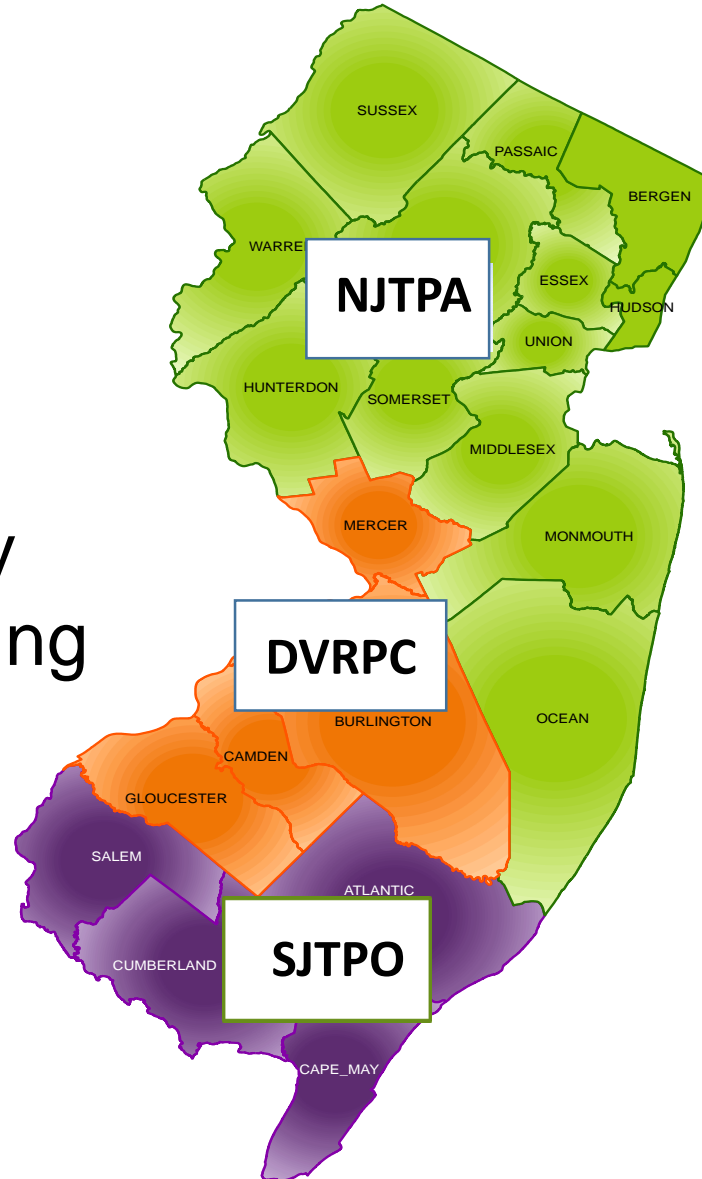 SUSSEX
PASSAIC
BERGEN
WARRE
NJTPA
ESSEX
HUDSON
UNION
HUNTERDON
SOMERSET
MIDDLESEX
MERCER
MONMOUTH
y
ng
DVRPC
OCEAN
BURLINGTON
CAMDEN
GLOUCESTER
SALEM
ATLANTIC
SJTPO
CUMBERLAND
CAPE_MAY